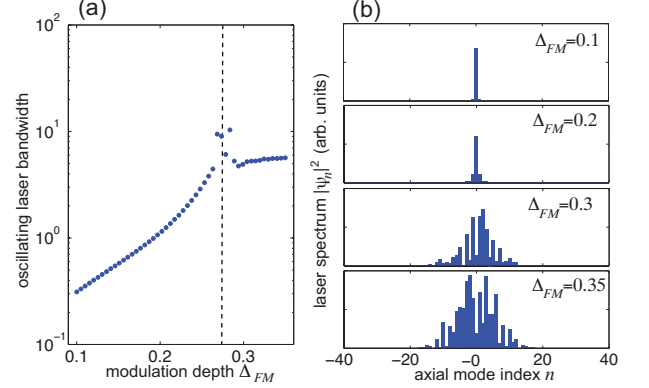 (a)
oscillating laser bandwidth
10^2
10^1
10^0
10^-1
0.1
0.2
0.3
modulation depth Δ_FM
(b)
laser spectrum |ψ_n|^2 (arb. units)
Δ_FM=0.1
Δ_FM=0.2
Δ_FM=0.3
Δ_FM=0.35
-40
-20
-0
20
40
axial mode index n